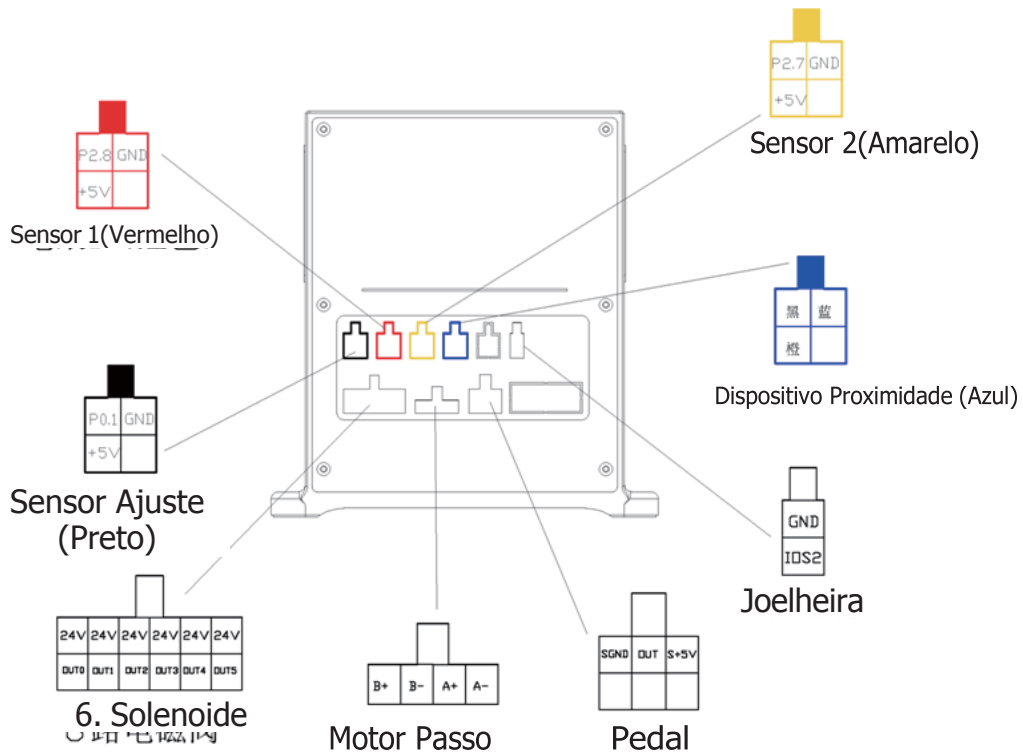 P2.7 GND
+5V
Sensor 2(Amarelo)
P2.8 GND
+5V
Sensor 1(Vermelho)
黑 蓝
橙
Dispositivo Proximidade (Azul)
P0.1 GND
+5V
Sensor Ajuste
(Preto)
GND
IOS2
Joelheira
24V 24V 24V 24V 24V 24V
OUT0 OUT1 OUT2 OUT3 OUT4 OUT5
6. Solenoide
B+ B- A+ A-
Motor Passo
SGND OUT S+5V
Pedal